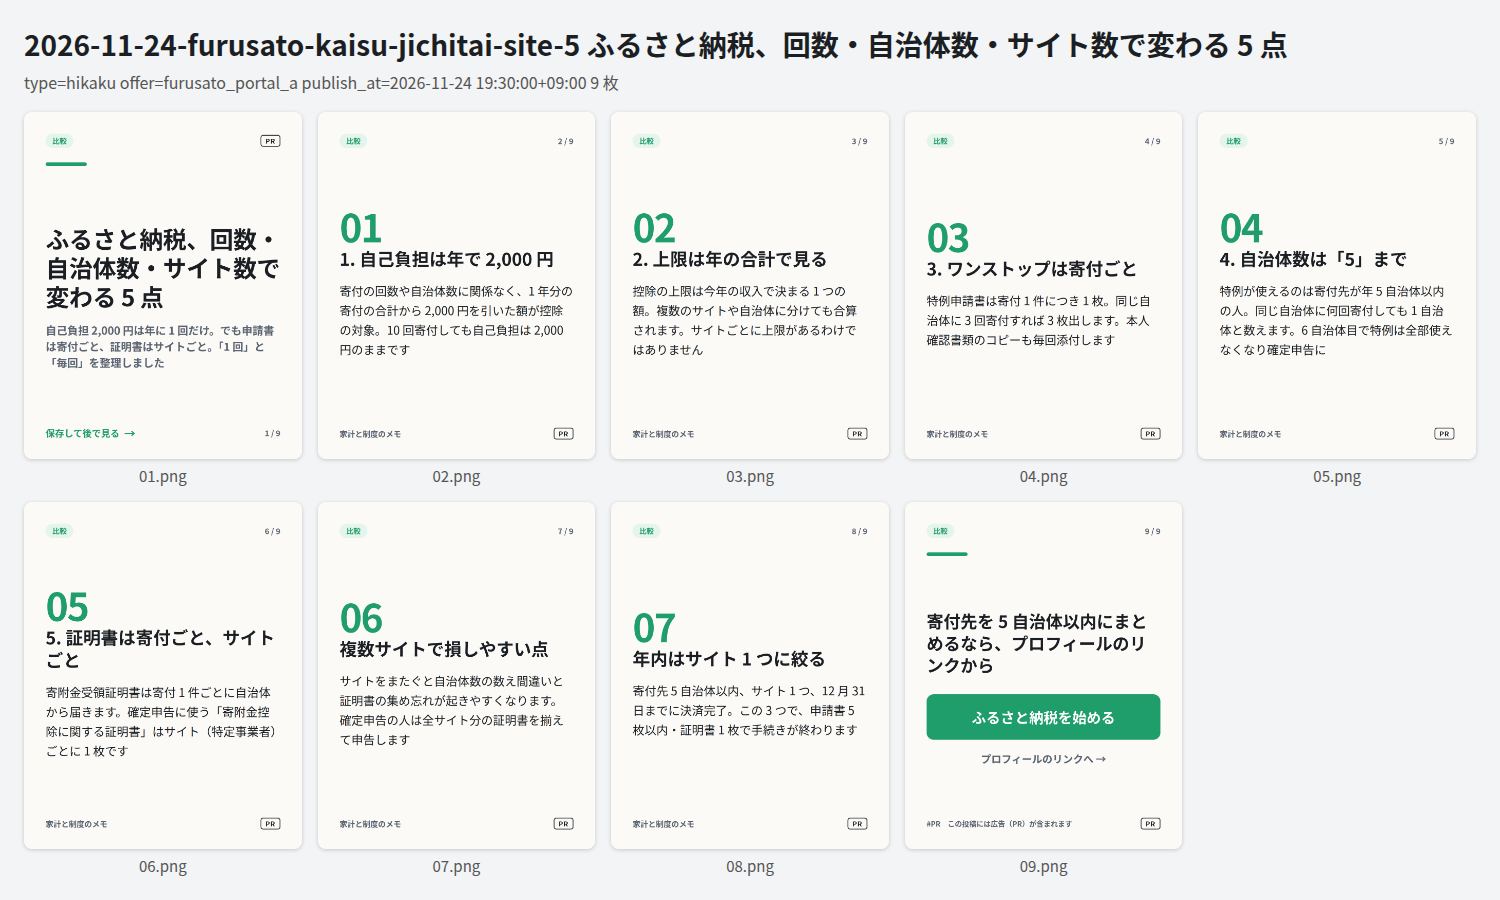 2026-11-24-furusato-kaisu-jichitai-site-5 ふるさと納税、回数・自治体数・サイト数で変わる 5 点
type=hikaku offer=furusato_portal_a publish_at=2026-11-24 19:30:00+09:00 9 枚
比較
PR
ふるさと納税、回数・
自治体数・サイト数で
変わる 5 点
自己負担 2,000 円は年に 1 回だけ。でも申請書
は寄付ごと、証明書はサイトごと。「1 回」と
「毎回」を整理しました
保存して後で見る →
1 / 9
01.png
比較
2 / 9
01
1. 自己負担は年で 2,000 円
寄付の回数や自治体数に関係なく、1 年分の
寄付の合計から 2,000 円を引いた額が控除
の対象。10 回寄付しても自己負担は 2,000
円のままです
家計と制度のメモ
PR
02.png
比較
3 / 9
02
2. 上限は年の合計で見る
控除の上限は今年の収入で決まる 1 つの
額。複数のサイトや自治体に分けても合算
されます。サイトごとに上限があるわけで
はありません
家計と制度のメモ
PR
03.png
比較
4 / 9
03
3. ワンストップは寄付ごと
特例申請書は寄付 1 件につき 1 枚。同じ自
治体に 3 回寄付すれば 3 枚出します。本人
確認書類のコピーも毎回添付します
家計と制度のメモ
PR
04.png
比較
5 / 9
04
4. 自治体数は「5」まで
特例が使えるのは寄付先が年 5 自治体以内
の人。同じ自治体に何回寄付しても 1 自治
体と数えます。6 自治体目で特例は全部使え
なくなり確定申告に
家計と制度のメモ
PR
05.png
比較
6 / 9
05
5. 証明書は寄付ごと、サイト
ごと
寄附金受領証明書は寄付 1 件ごとに自治体
から届きます。確定申告に使う「寄附金控
除に関する証明書」はサイト（特定事業者）
ごとに 1 枚です
家計と制度のメモ
PR
06.png
比較
7 / 9
06
複数サイトで損しやすい点
サイトをまたぐと自治体数の数え間違いと
証明書の集め忘れが起きやすくなります。
確定申告の人は全サイト分の証明書を揃え
て申告します
家計と制度のメモ
PR
07.png
比較
8 / 9
07
年内はサイト 1 つに絞る
寄付先 5 自治体以内、サイト 1 つ、12 月 31
日までに決済完了。この 3 つで、申請書 5
枚以内・証明書 1 枚で手続きが終わります
家計と制度のメモ
PR
08.png
比較
9 / 9
寄付先を 5 自治体以内にまと
めるなら、プロフィールのリ
ンクから
ふるさと納税を始める
プロフィールのリンクへ →
#PR この投稿には広告（PR）が含まれます
PR
09.png